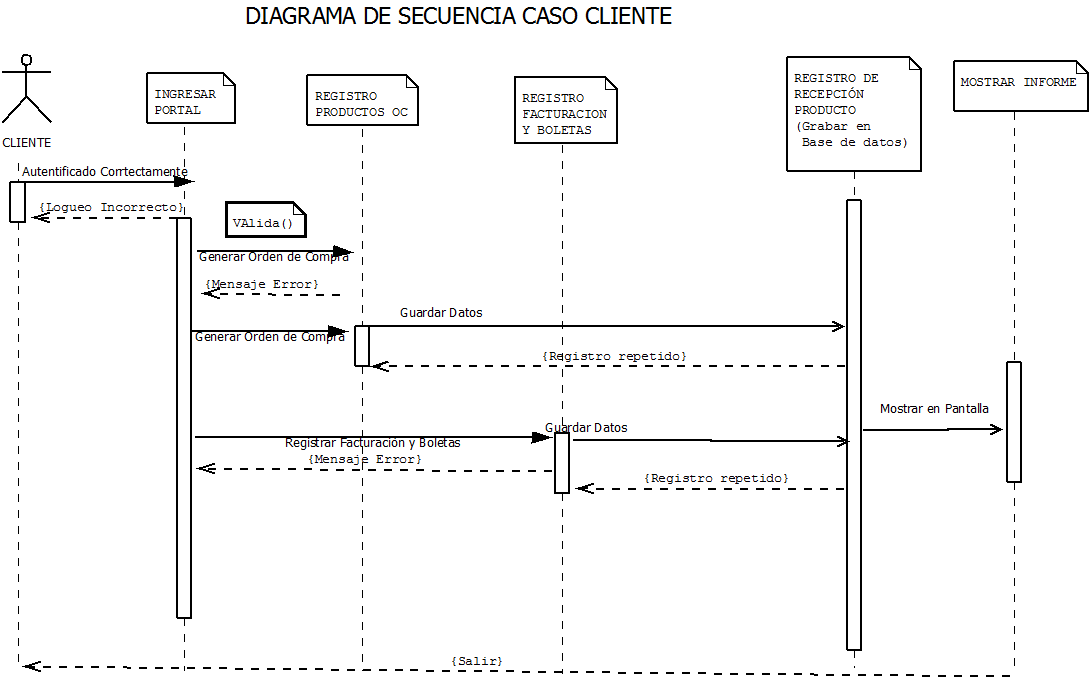 DIAGRAMA DE SECUENCIA CASO CLIENTE
CLIENTE
INGRESAR
PORTAL
REGISTRO
PRODUCTOS OC
REGISTRO
FACTURACION
Y BOLETAS
REGISTRO DE
RECEPCIÓN
PRODUCTO
(Grabar en
Base de datos)
MOSTRAR INFORME
Autentificado Corrtectamente
{Logueo Incorrecto}
VAlida()
Generar Orden de Compra
{Mensaje Error}
Guardar Datos
Generar Orden de Compra
{Registro repetido}
Mostrar en Pantalla
Guardar Datos
Registrar Facturación y Boletas
{Mensaje Error}
{Registro repetido}
{Salir}